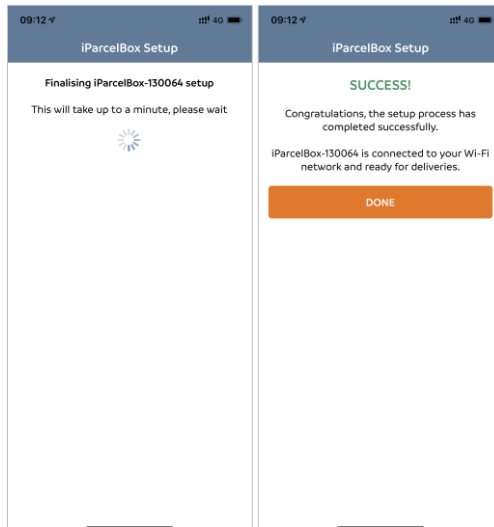 09:12 4G
iParcelBox Setup
Finalising iParcelBox-130064 setup
This will take up to a minute, please wait
09:12 4G
iParcelBox Setup
SUCCESS!
Congratulations, the setup process has
completed successfully.
iParcelBox-130064 is connected to your Wi-Fi
network and ready for deliveries.
DONE